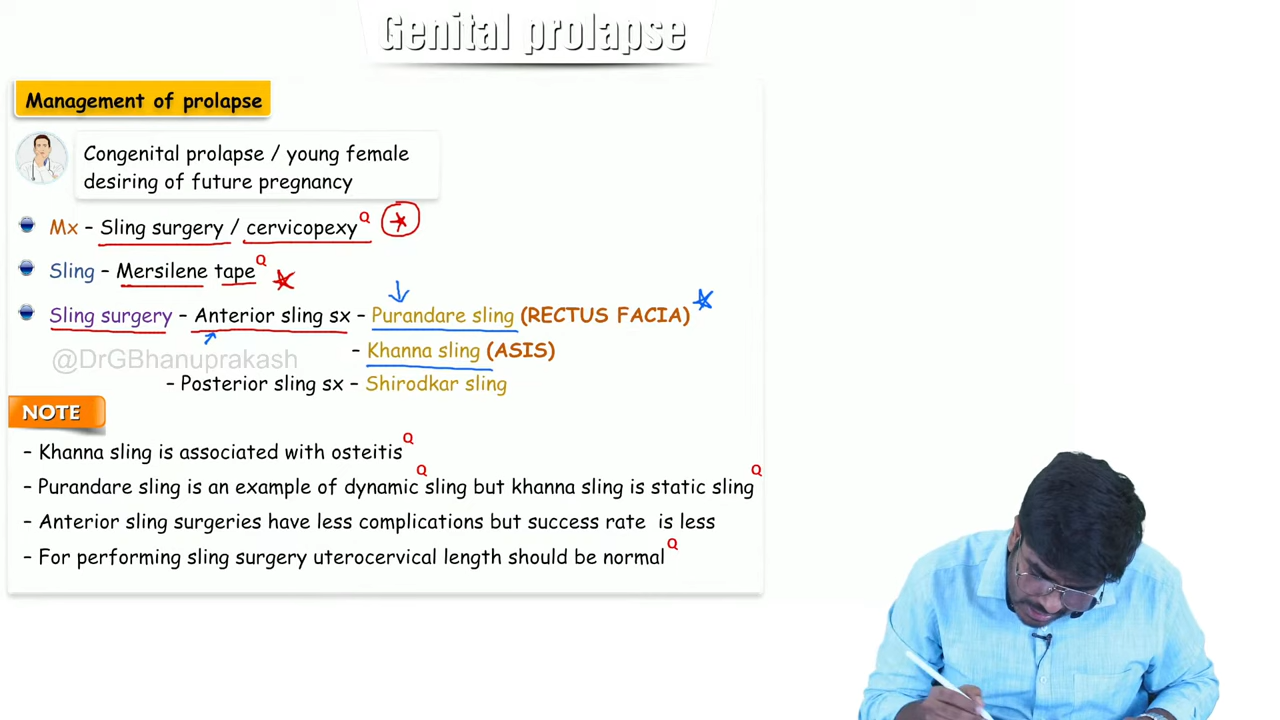 Genital prolapse
Management of prolapse
Congenital prolapse / young female
desiring of future pregnancy
Mx – Sling surgery / cervicopexy Q
Sling – Mersilene tape Q
Sling surgery – Anterior sling sx – Purandare sling (RECTUS FACIA)
– Khanna sling (ASIS)
@DrGBhanuprakash
– Posterior sling sx – Shirodkar sling
NOTE
– Khanna sling is associated with osteitis Q
– Purandare sling is an example of dynamic Q sling but khanna sling is static sling Q
– Anterior sling surgeries have less complications but success rate is less
– For performing sling surgery uterocervical length should be normal Q